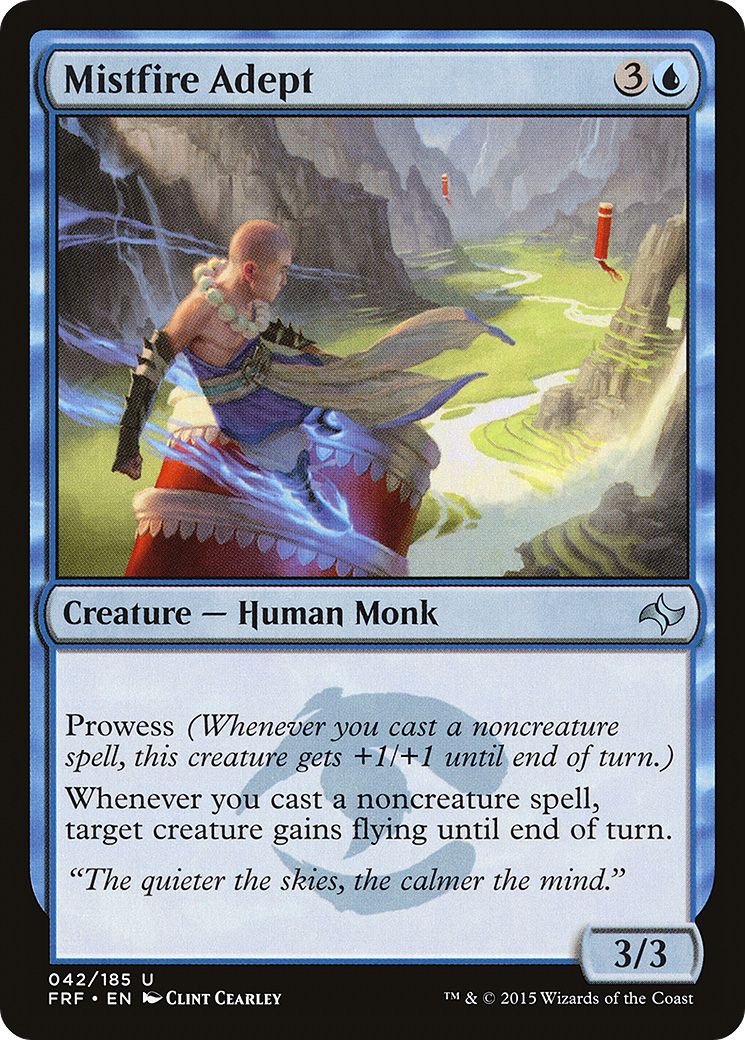 Mistfire Adept
3
Creature — Human Monk
Prowess (Whenever you cast a noncreature
spell, this creature gets +1/+1 until end of turn.)
Whenever you cast a noncreature spell,
target creature gains flying until end of turn.
“The quieter the skies, the calmer the mind.”
3/3
042/185 U
FRF • EN CLINT CEARLEY
™ & © 2015 Wizards of the Coast